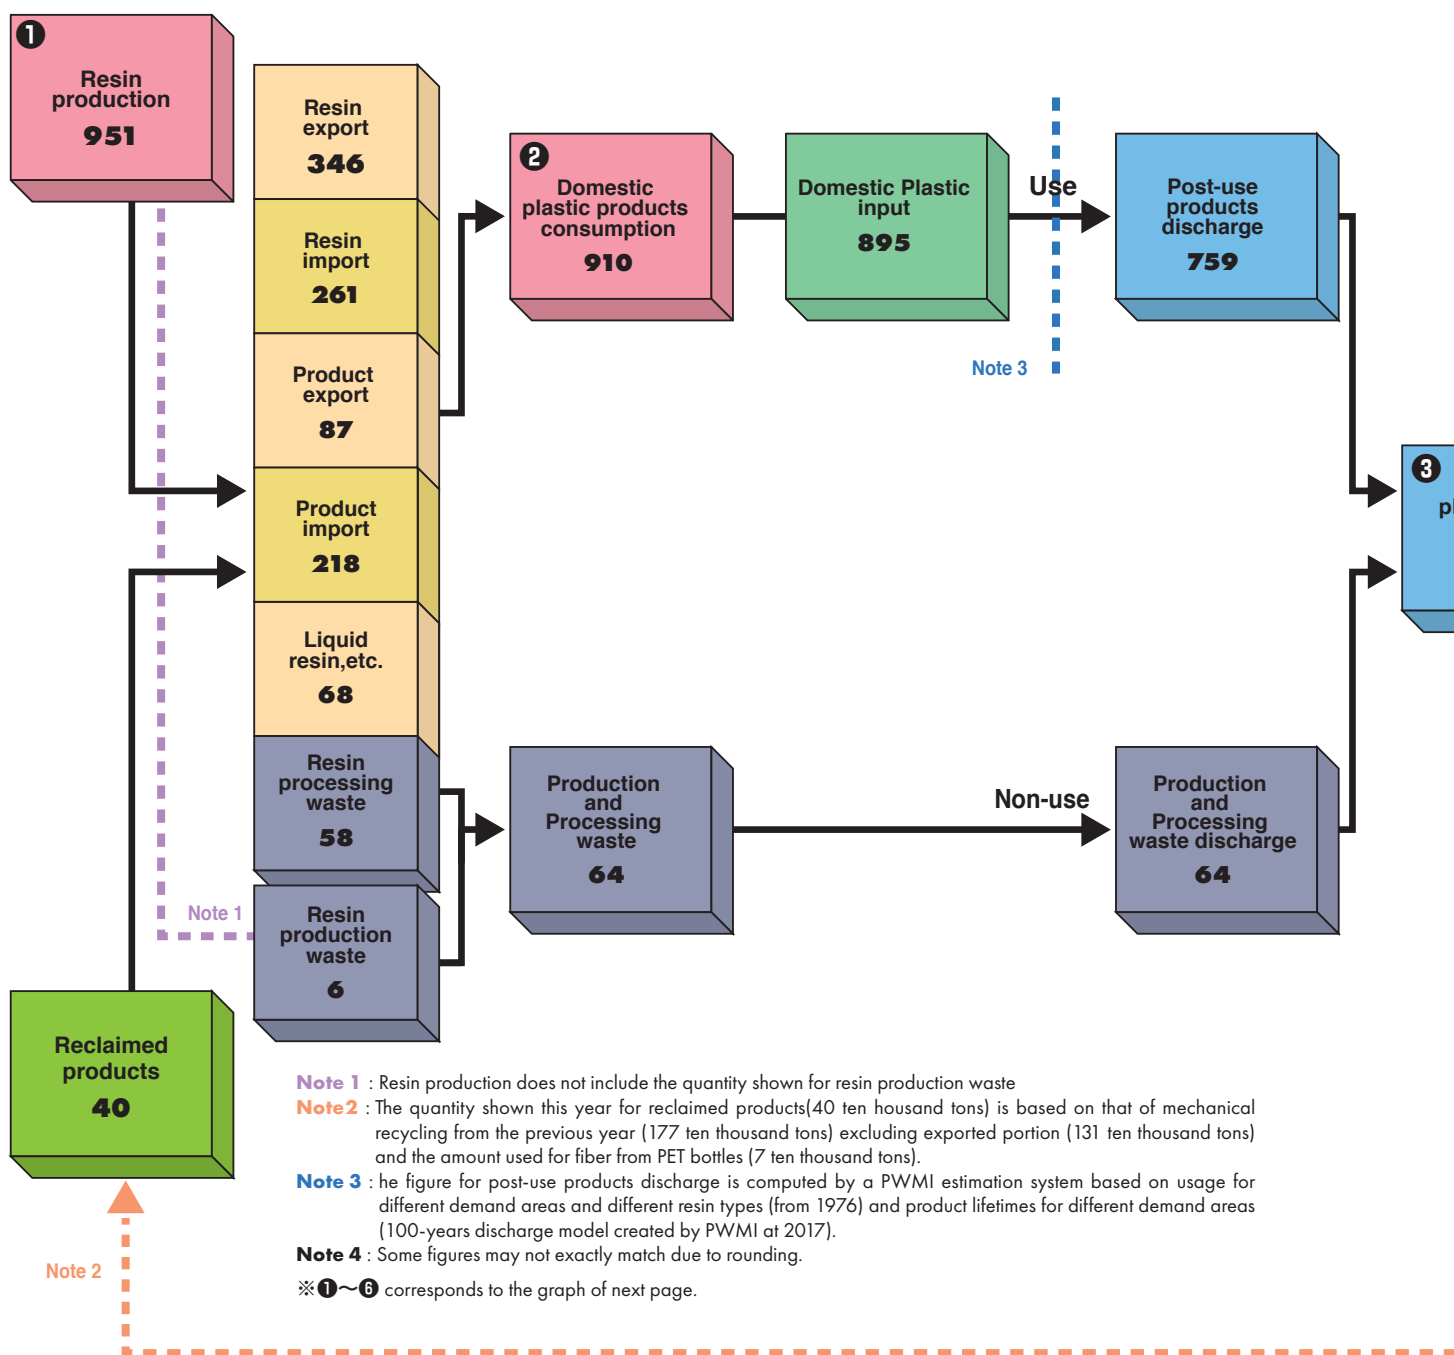 ❶
Resin
production
951
Resin
export
346
Resin
import
261
Product
export
87
Product
import
218
Liquid
resin,etc.
68
Resin
processing
waste
58
Resin
production
waste
6
Note 1
Reclaimed
products
40
Note 2
❷
Domestic
plastic products
consumption
910
Domestic Plastic
input
895
Use
Note 3
Post-use
products
discharge
759
Production
and
Processing
waste
64
Non-use
Production
and
Processing
waste discharge
64
❸
Note 1 : Resin production does not include the quantity shown for resin production waste
Note2 : The quantity shown this year for reclaimed products(40 ten housand tons) is based on that of mechanical
recycling from the previous year (177 ten thousand tons) excluding exported portion (131 ten thousand tons)
and the amount used for fiber from PET bottles (7 ten thousand tons).
Note 3 : he figure for post-use products discharge is computed by a PWMI estimation system based on usage for
different demand areas and different resin types (from 1976) and product lifetimes for different demand areas
(100-years discharge model created by PWMI at 2017).
Note 4 : Some figures may not exactly match due to rounding.
※❶〜❻ corresponds to the graph of next page.